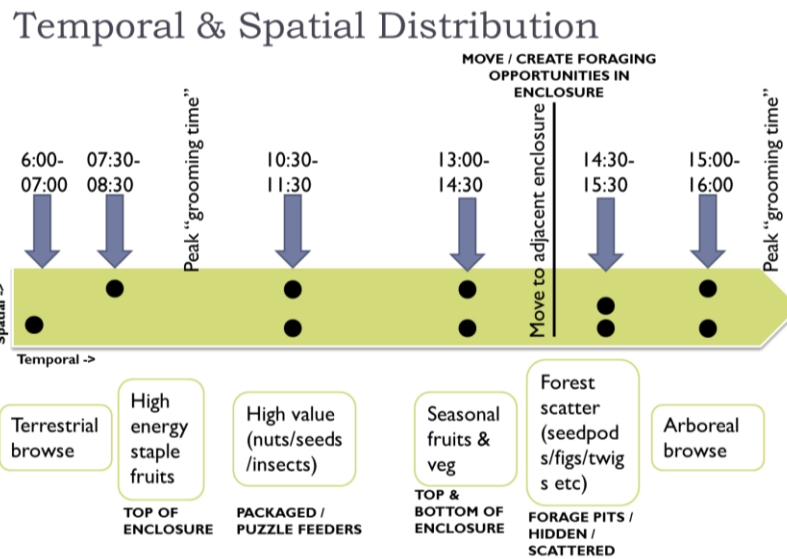 Temporal & Spatial Distribution
MOVE / CREATE FORAGING
OPPORTUNITIES IN
ENCLOSURE
6:00-
07:00
07:30-
08:30
Peak “grooming time”
10:30-
11:30
13:00-
14:30
Move to adjacent enclosure
14:30-
15:30
15:00-
16:00
Peak “grooming time”
Spatial ->
Temporal ->
Terrestrial
browse
High
energy
staple
fruits
TOP OF
ENCLOSURE
High value
(nuts/seeds
/insects)
PACKAGED /
PUZZLE FEEDERS
Seasonal
fruits &
veg
TOP &
BOTTOM OF
ENCLOSURE
Forest
scatter
(seedpod
s/figs/twig
s etc)
FORAGE PITS /
HIDDEN /
SCATTERED
Arboreal
browse